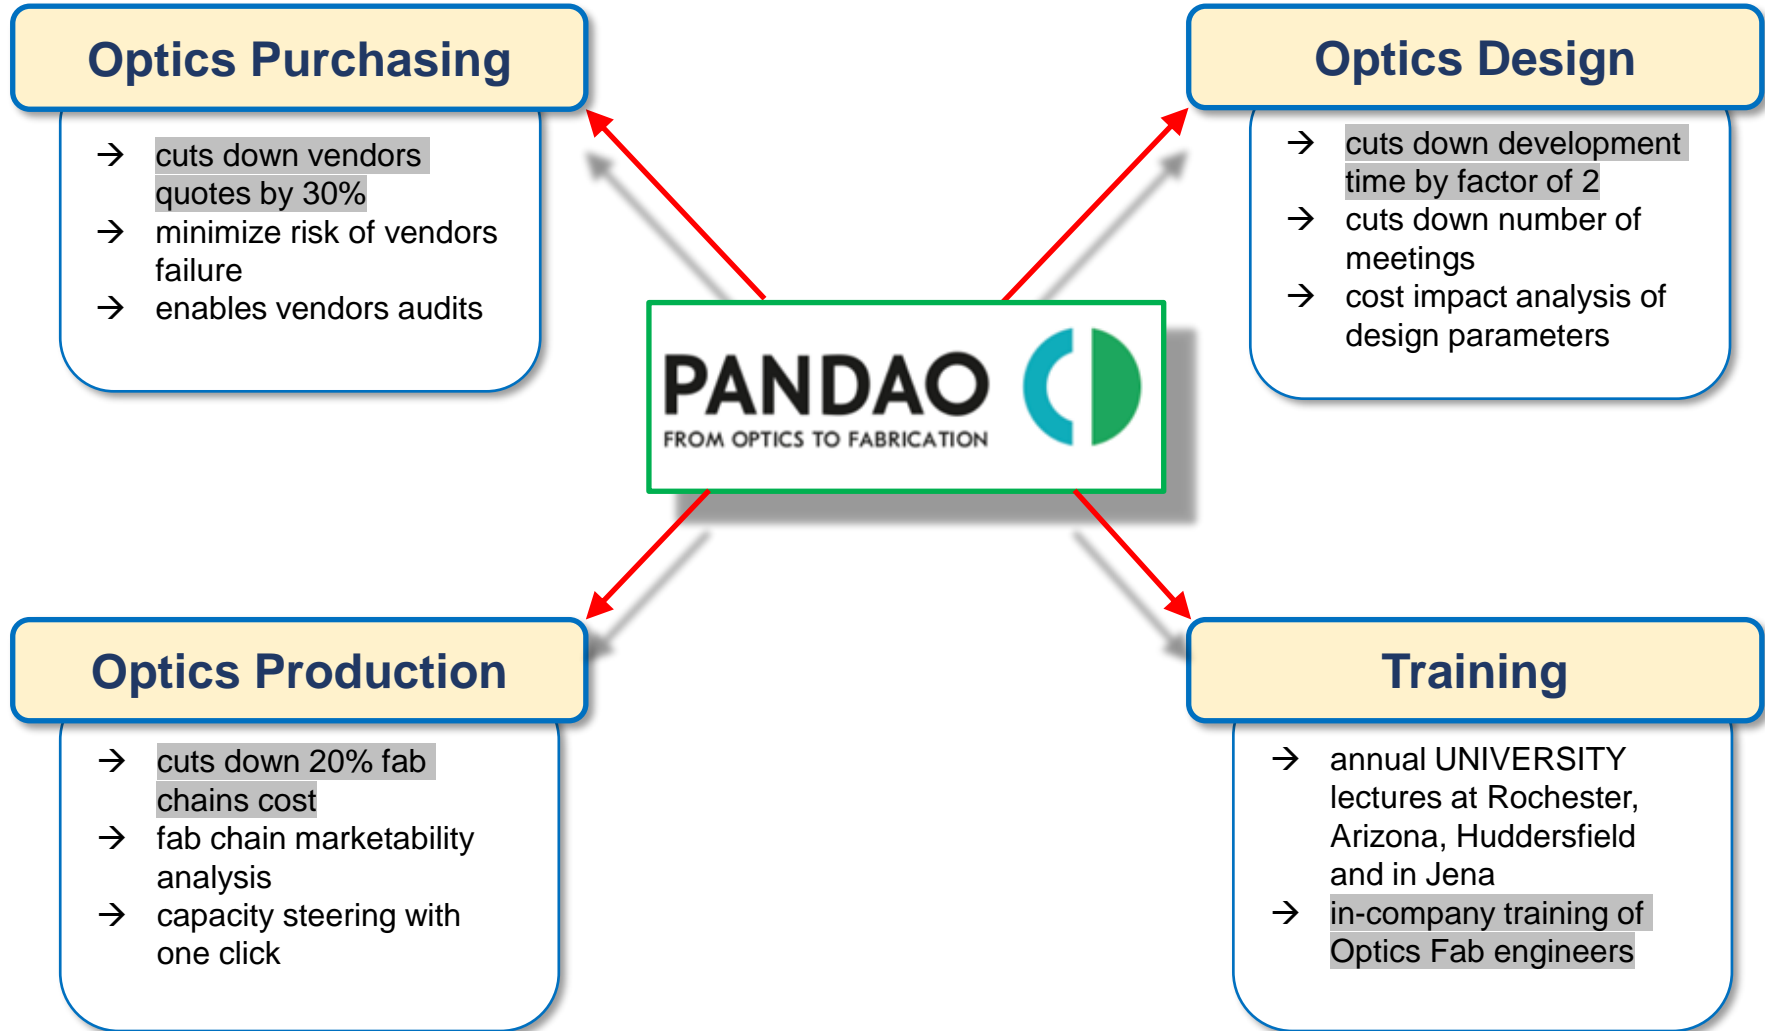 Optics Purchasing
→ cuts down vendors
quotes by 30%
→ minimize risk of vendors
failure
→ enables vendors audits
Optics Design
→ cuts down development
time by factor of 2
→ cuts down number of
meetings
→ cost impact analysis of
design parameters
PANDAO
FROM OPTICS TO FABRICATION
Optics Production
→ cuts down 20% fab
chains cost
→ fab chain marketability
analysis
→ capacity steering with
one click
Training
→ annual UNIVERSITY
lectures at Rochester,
Arizona, Huddersfield
and in Jena
→ in-company training of
Optics Fab engineers